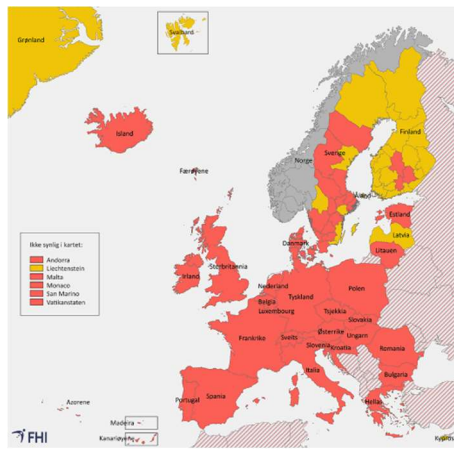 Grønland
Svalbard
Island
Finland
Færøyene
Sverige
Norge
Åland
Estland
Ikke synlig i kartet:
Andorra
Liechtenstein
Malta
Monaco
San Marino
Vatikanstaten
Latvia
Danmark
Litauen
Irland
Storbritannia
Nederland
Polen
Tyskland
Belgia
Luxembourg
Tsjekkia
Slovakia
Østerrike
Ungarn
Frankrike
Sveits
Slovenia
Kroatia
Romania
Italia
Bulgaria
Portugal
Spania
Hellas
Azorene
Madeira
Kanariøyene
Kypros
FHI